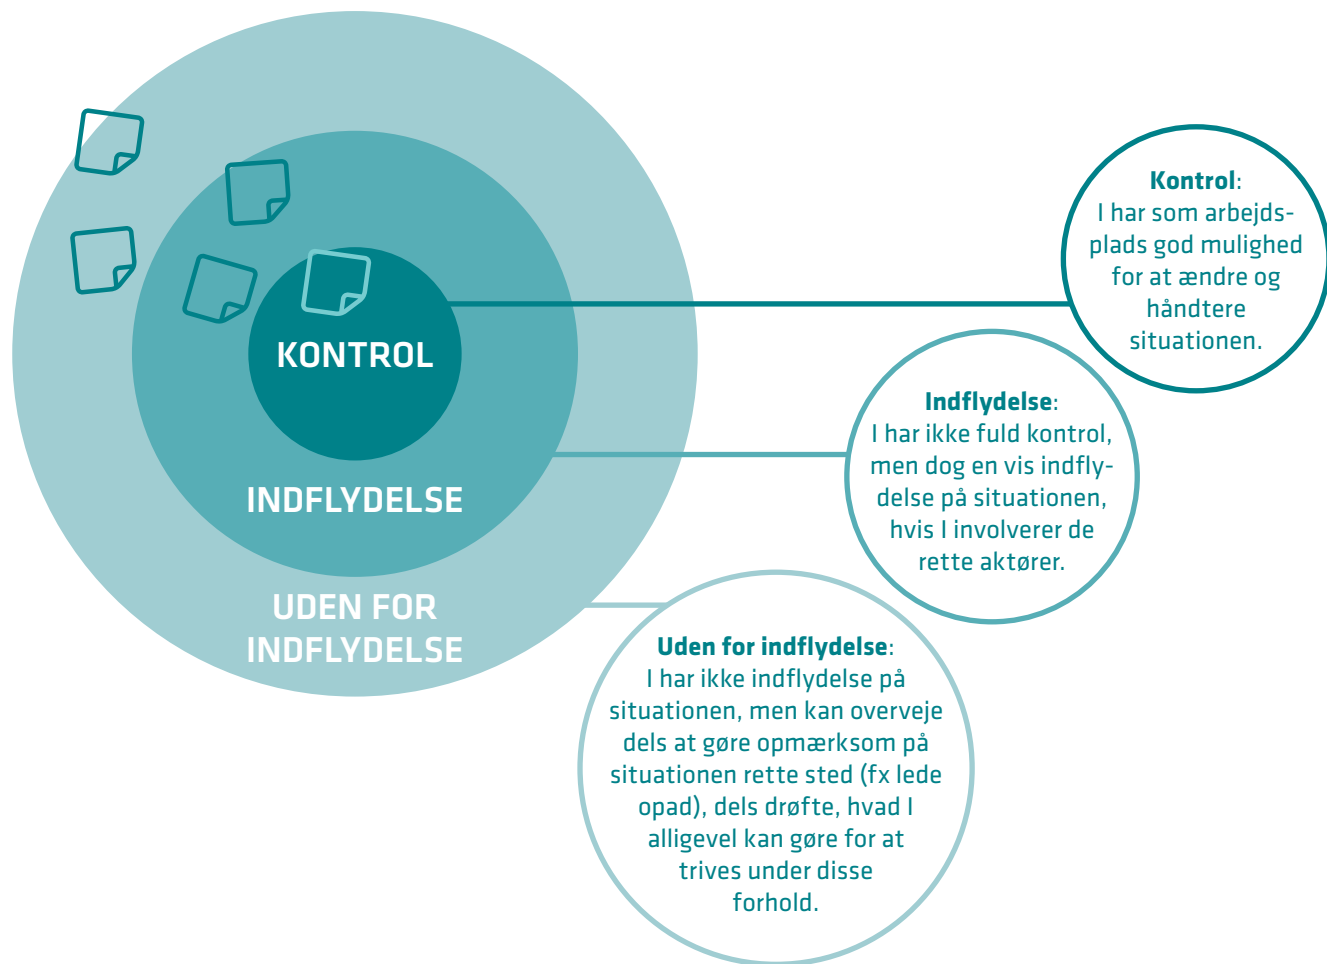 KONTROL
INDFLYDELSE
UDEN FOR
INDFLYDELSE
Kontrol:
I har som arbejds-
plads god mulighed
for at ændre og
håndtere
situationen.
Indflydelse:
I har ikke fuld kontrol,
men dog en vis indfly-
delse på situationen,
hvis I involverer de
rette aktører.
Uden for indflydelse:
I har ikke indflydelse på
situationen, men kan overveje
dels at gøre opmærksom på
situationen rette sted (fx lede
opad), dels drøfte, hvad I
alligevel kan gøre for at
trives under disse
forhold.